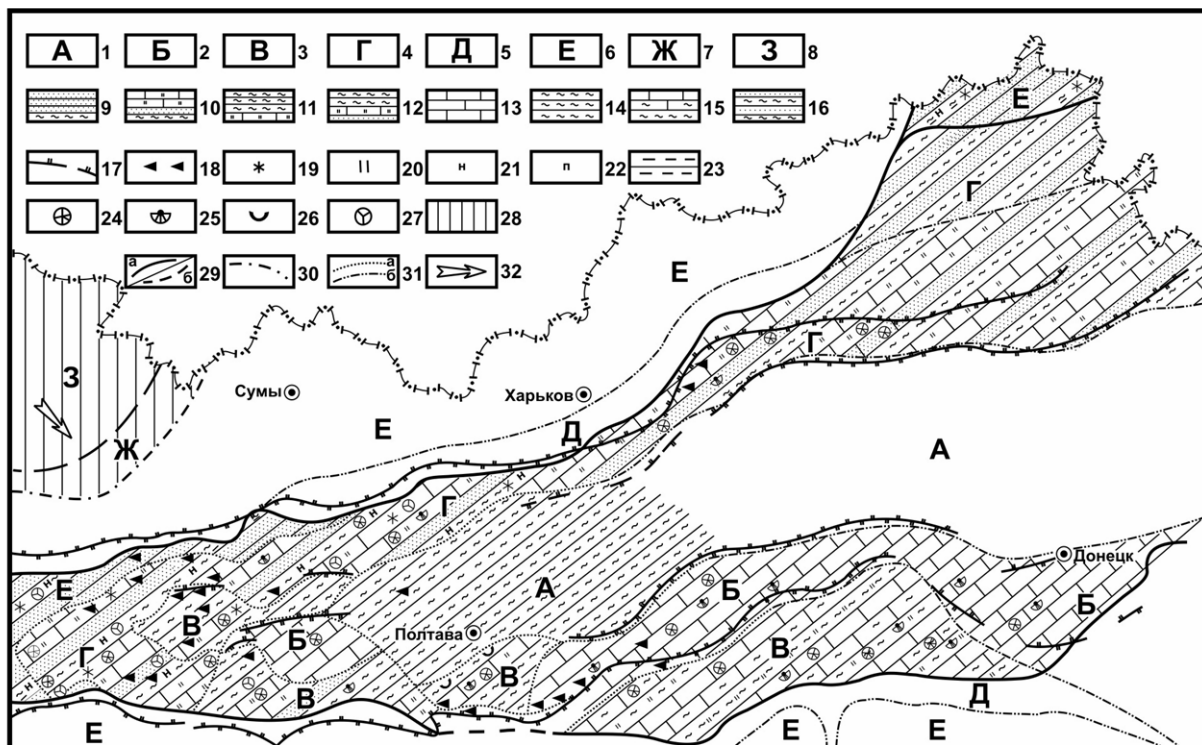 А 1 Б 2 В 3 Г 4 Д 5 Е 6 Ж 7 З 8
9 10 11 12 13 14 15 16
17 18 19 20 н 21 п 22 23
24 25 26 27 28
а б 29 30 а б 31 32
Е
Г
Е
З
Сумы
Харьков
Ж
Е
Д
Г
А
Г
Донецк
Е
А
Б
Б
В
Б
Полтава
В
Г
В
В
Д
Е
Е
Е